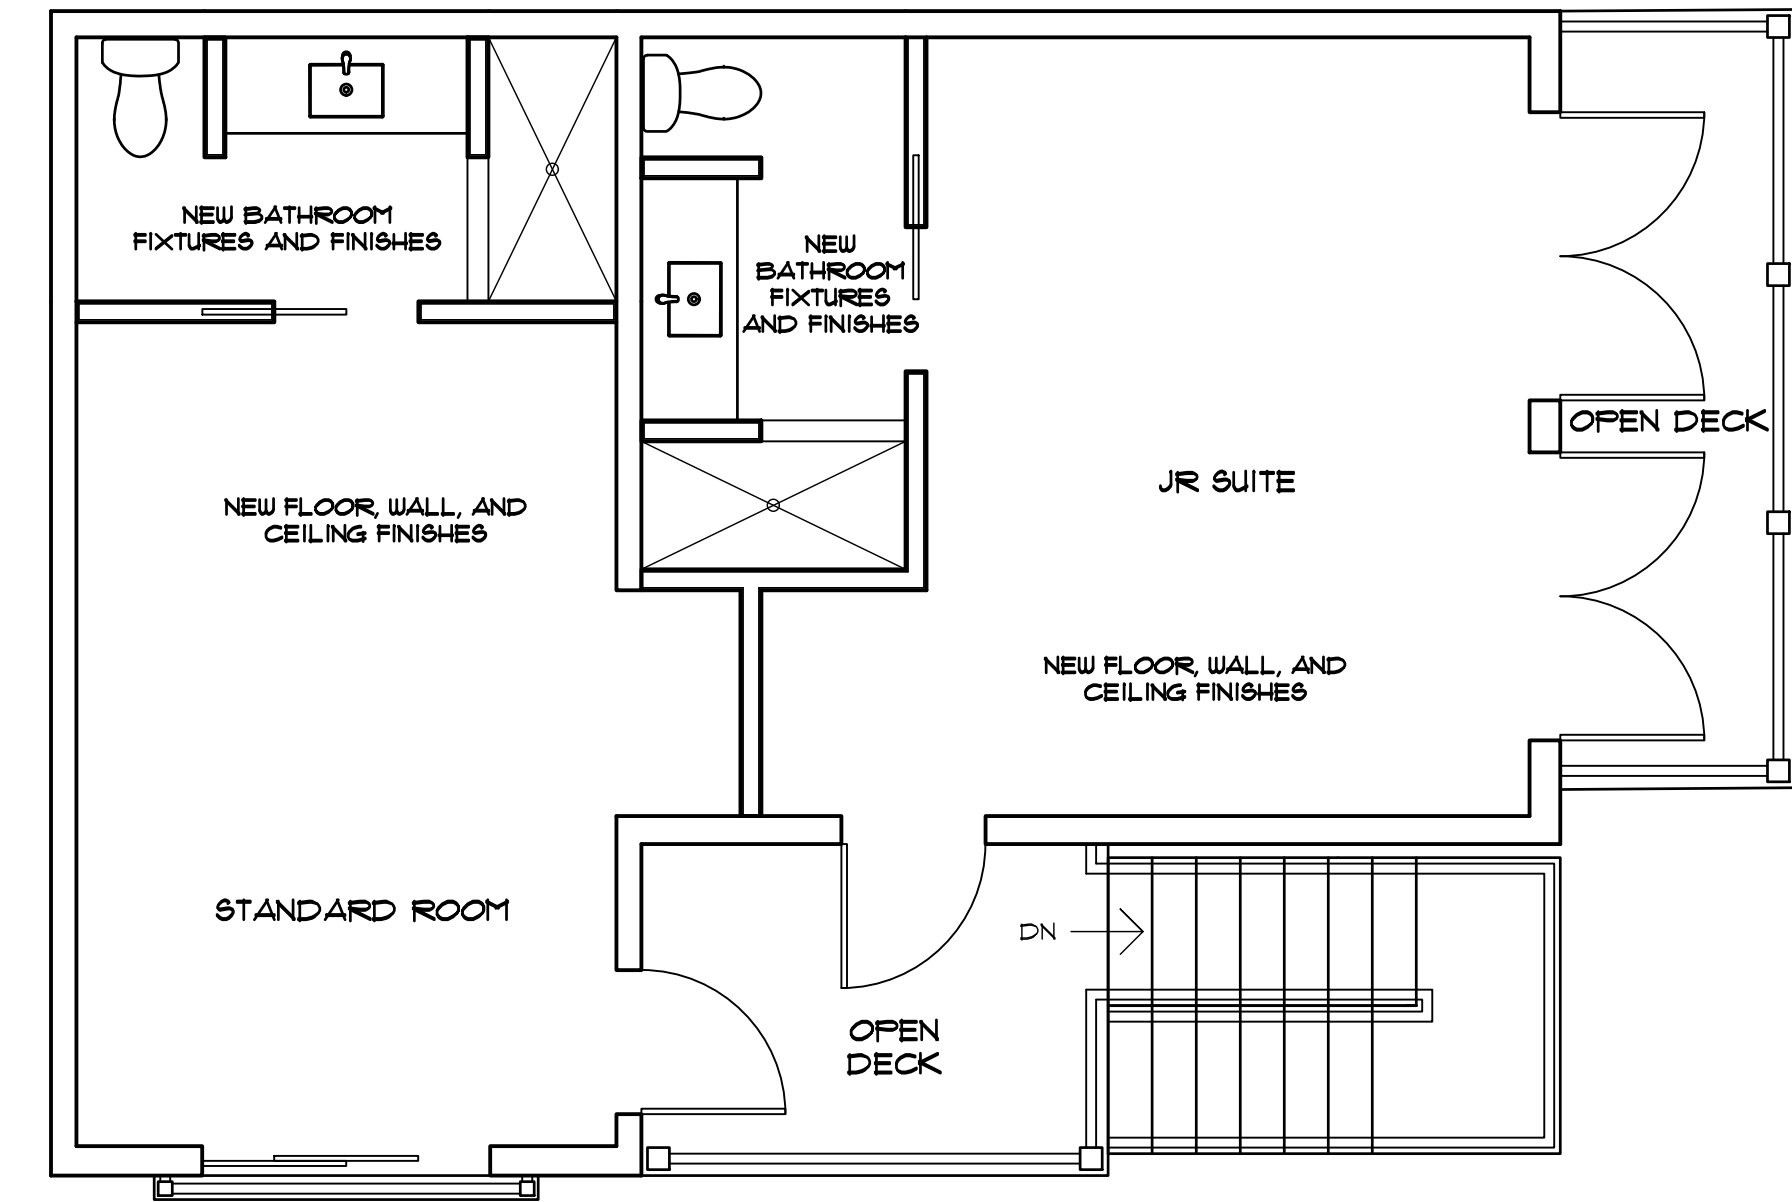 NEW BATHROOM
FIXTURES AND FINISHES
NEW
BATHROOM
FIXTURES
AND FINISHES
OPEN DECK
JR SUITE
NEW FLOOR, WALL, AND
CEILING FINISHES
NEW FLOOR, WALL, AND
CEILING FINISHES
STANDARD ROOM
DN
OPEN
DECK